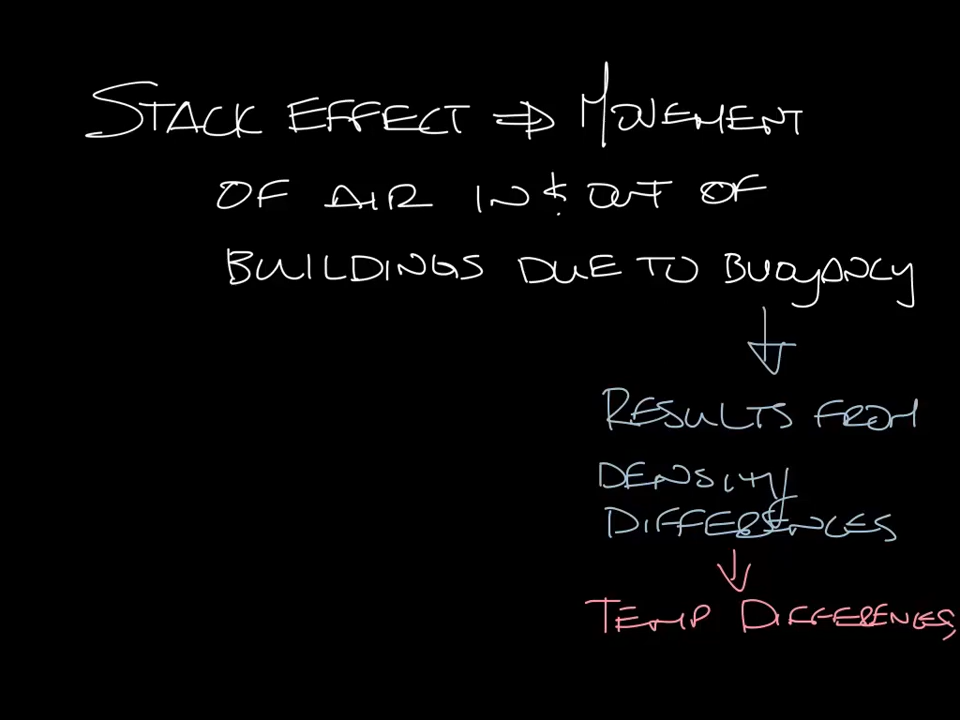 STACK EFFECT ⇒ MOVEMENT
OF AIR IN & OUT OF
BUILDINGS DUE TO BUOYANCY
RESULTS FROM
DENSITY
DIFFERENCES
TEMP DIFFERENCES,